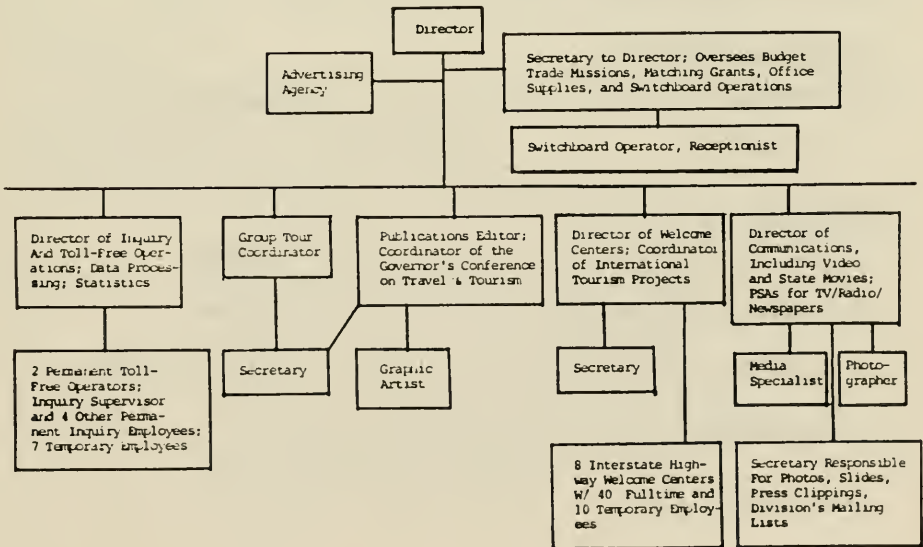 Director
Advertising
Agency
Secretary to Director; Oversees Budget
Trade Missions, Matching Grants, Office
Supplies, and Switchboard Operations
Switchboard Operator, Receptionist
Director of Inquiry
And Toll-Free Oper-
ations; Data Proces-
sing; Statistics
Group Tour
Coordinator
Publications Editor;
Coordinator of the
Governor's Conference
on Travel & Tourism
Director of Welcome
Centers; Coordinator
of International
Tourism Projects
Director of
Communications,
Including Video
and State Movies;
PSAs for TV/Radio/
Newspapers
2 Permanent Toll-
Free Operators;
Inquiry Supervisor
and 4 Other Perma-
nent Inquiry Employees;
7 Temporary Employees
Secretary
Graphic
Artist
Secretary
Media
Specialist
Photo-
grapher
8 Interstate High-
way Welcome Centers
W/ 40 Fulltime and
10 Temporary Employ-
ees
Secretary Responsible
For Photos, Slides,
Press Clippings,
Division's Mailing
Lists